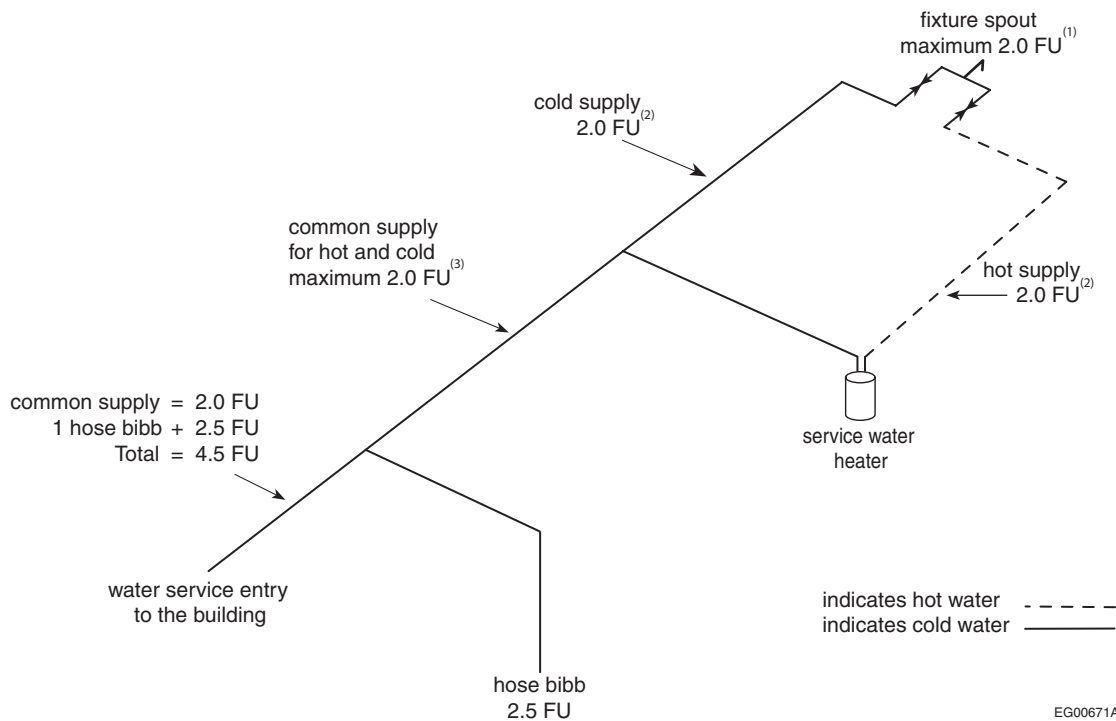 fixture spout
maximum 2.0 FU(1)
cold supply
2.0 FU(2)
common supply
for hot and cold
maximum 2.0 FU(3)
hot supply
2.0 FU(2)
common supply = 2.0 FU
1 hose bibb + 2.5 FU
Total = 4.5 FU
service water
heater
water service entry
to the building
indicates hot water
indicates cold water
hose bibb
2.5 FU
EG00671A